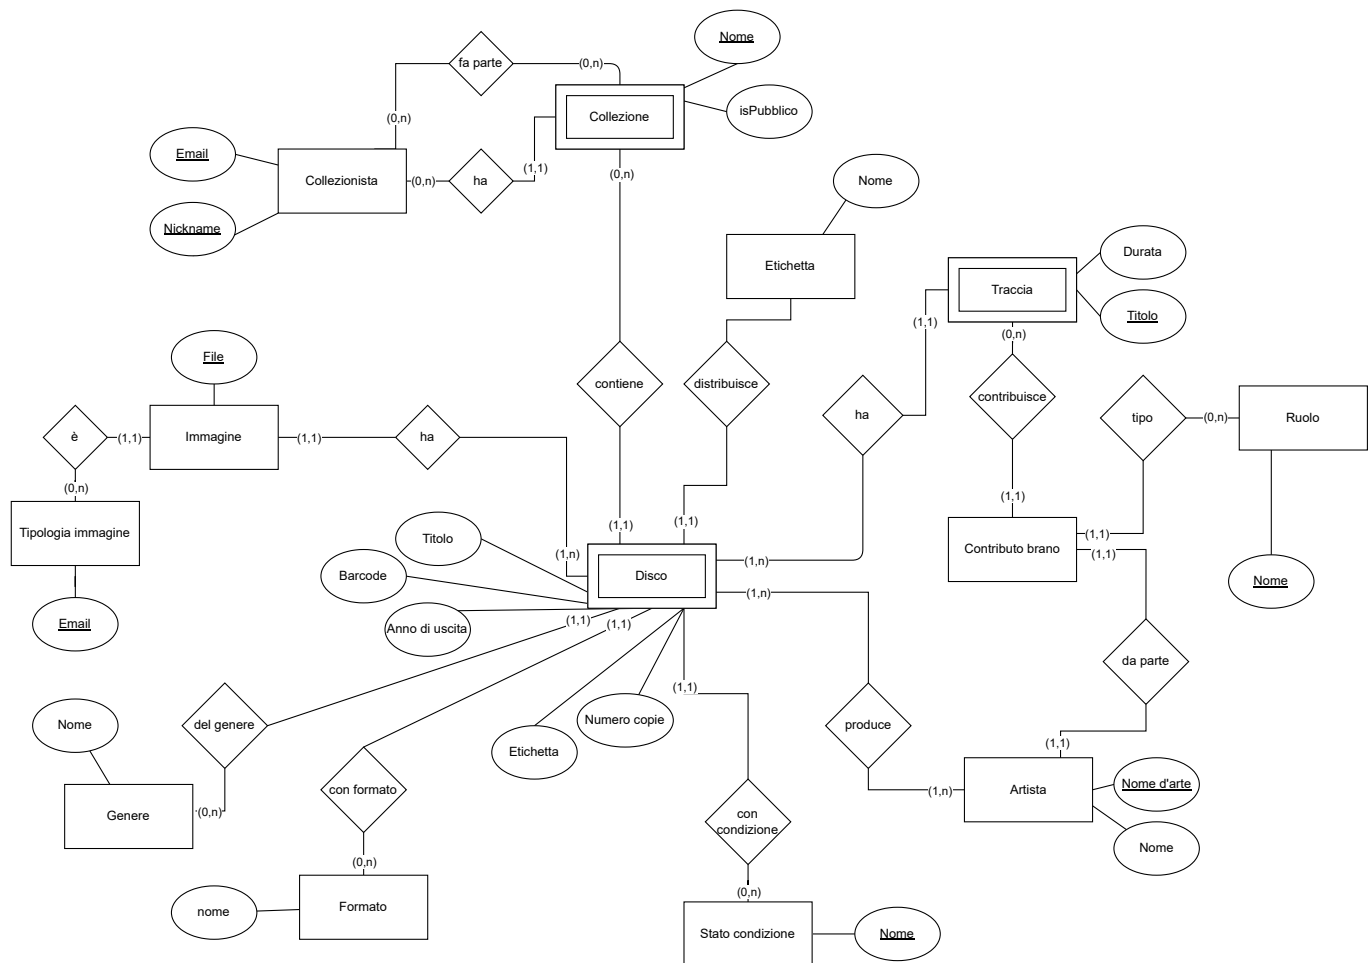 Nome
fa parte
(0,n)
isPubblico
Collezione
(0,n)
Email
Collezionista
(0,n)
ha
(1,1)
(0,n)
Nickname
Nome
Etichetta
Durata
Traccia
Titolo
(1,1)
(0,n)
File
contiene
distribuisce
contribuisce
ha
tipo
(0,n)
Ruolo
è
(1,1)
Immagine
(1,1)
ha
(0,n)
Tipologia immagine
(1,1)
(1,1)
(1,1)
(1,1)
Contributo brano
(1,1)
Titolo
(1,n)
(1,n)
Barcode
Disco
Nome
Email
Anno di uscita
(1,1)
(1,1)
(1,n)
da parte
(1,1)
Nome
del genere
Numero copie
produce
Etichetta
(1,1)
con formato
(1,n)
Artista
Nome d'arte
(0,n)
Genere
con
condizione
Nome
(0,n)
(0,n)
nome
Formato
Stato condizione
Nome